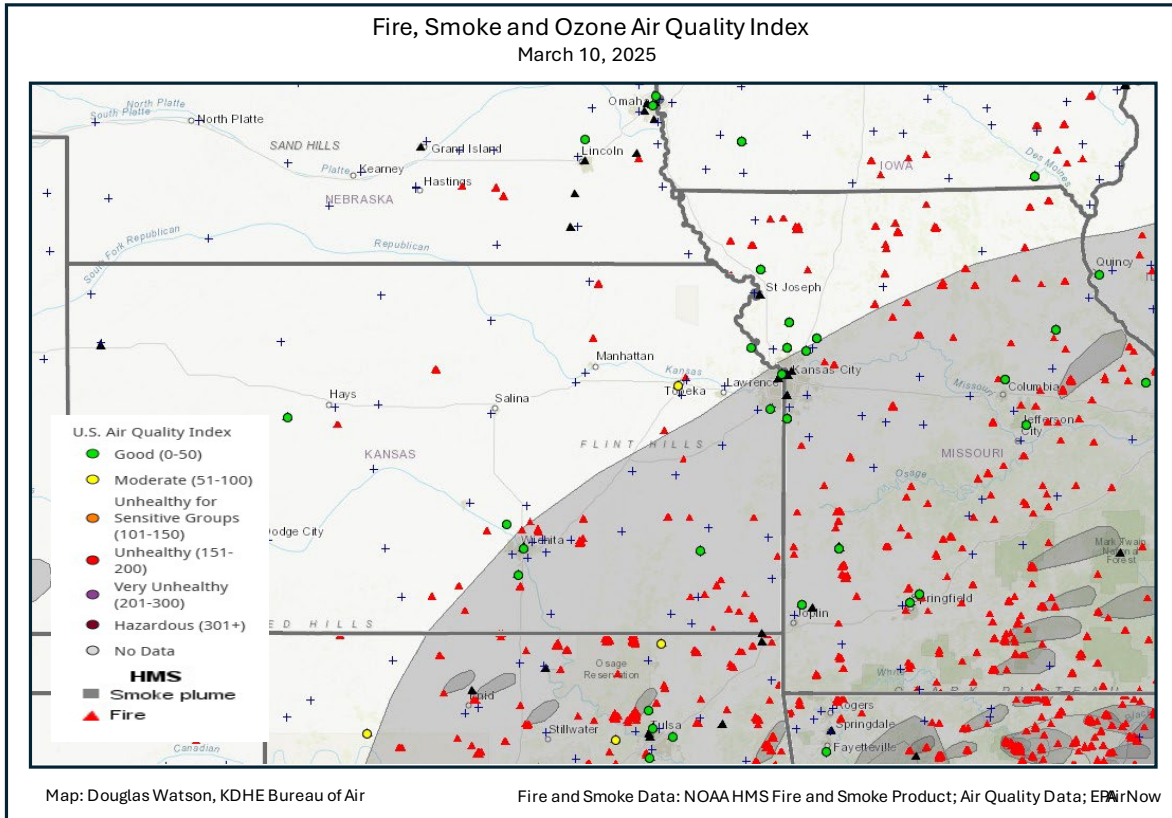 Fire, Smoke and Ozone Air Quality Index
March 10, 2025
North Platte
South Platte
North Platte
Omaha
SAND HILLS
Grand Island
Lincoln
Platte
Kearney
Hastings
NEBRASKA
IOWA
Des Moines
South Fork Republican
Republican
Quincy
St Joseph
Manhattan
Kansas
Kansas City
Topeka
Lawrence
Missouri
Columbia
Hays
Salina
Jefferson
City
FLINT HILLS
KANSAS
MISSOURI
Osage
U.S. Air Quality Index
Good (0-50)
Moderate (51-100)
Unhealthy for
Sensitive Groups
(101-150)
Unhealthy (151-
200)
Very Unhealthy
(201-300)
Hazardous (301+)
No Data
HMS
Smoke plume
Fire
Dodge City
Wichita
Mark Twain
National
Forest
Springfield
Joplin
ED HILLS
Osage
Reservation
White
OZARK PLATEAU
Enid
Rogers
Stillwater
Tulsa
Springdale
Fayetteville
Canadian
Map: Douglas Watson, KDHE Bureau of Air
Fire and Smoke Data: NOAA HMS Fire and Smoke Product; Air Quality Data; EPA AirNow